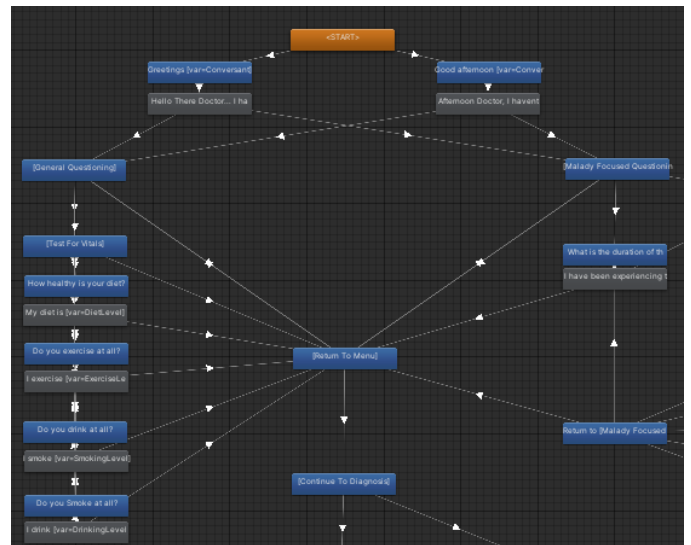 <START>
Greetings [var=Conversant]
Good afternoon [var=Conver
Hello There Doctor... I ha
Afternoon Doctor, I havent
[General Questioning]
[Malady Focused Questionin
[Test For Vitals]
What is the duration of th
How healthy is your diet?
I have been experiencing t
My diet is [var=DietLevel]
Do you exercise at all?
[Return To Menu]
I exercise [var=ExerciseLe
Do you drink at all?
Return to [Malady Focused
I smoke [var=SmokingLevel]
[Continue To Diagnosis]
Do you Smoke at all?
I drink [var=DrinkingLevel